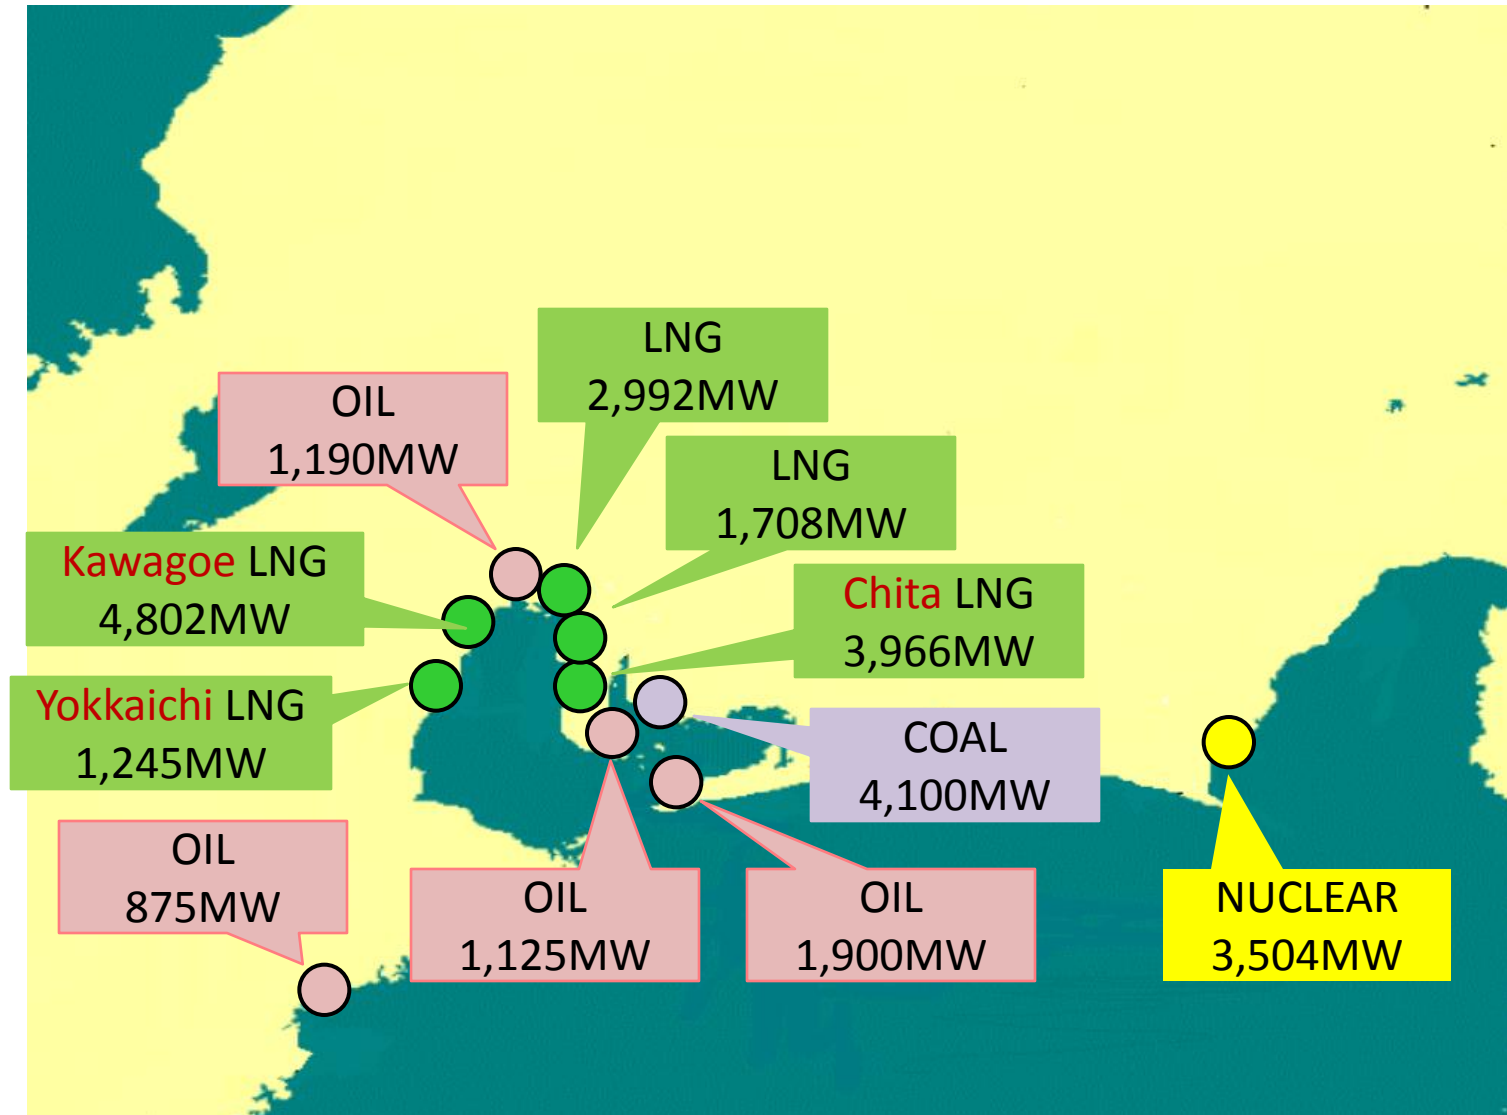 LNG
2,992MW
OIL
1,190MW
LNG
1,708MW
Kawagoe LNG
4,802MW
Chita LNG
3,966MW
Yokkaichi LNG
1,245MW
COAL
4,100MW
OIL
875MW
OIL
1,125MW
OIL
1,900MW
NUCLEAR
3,504MW